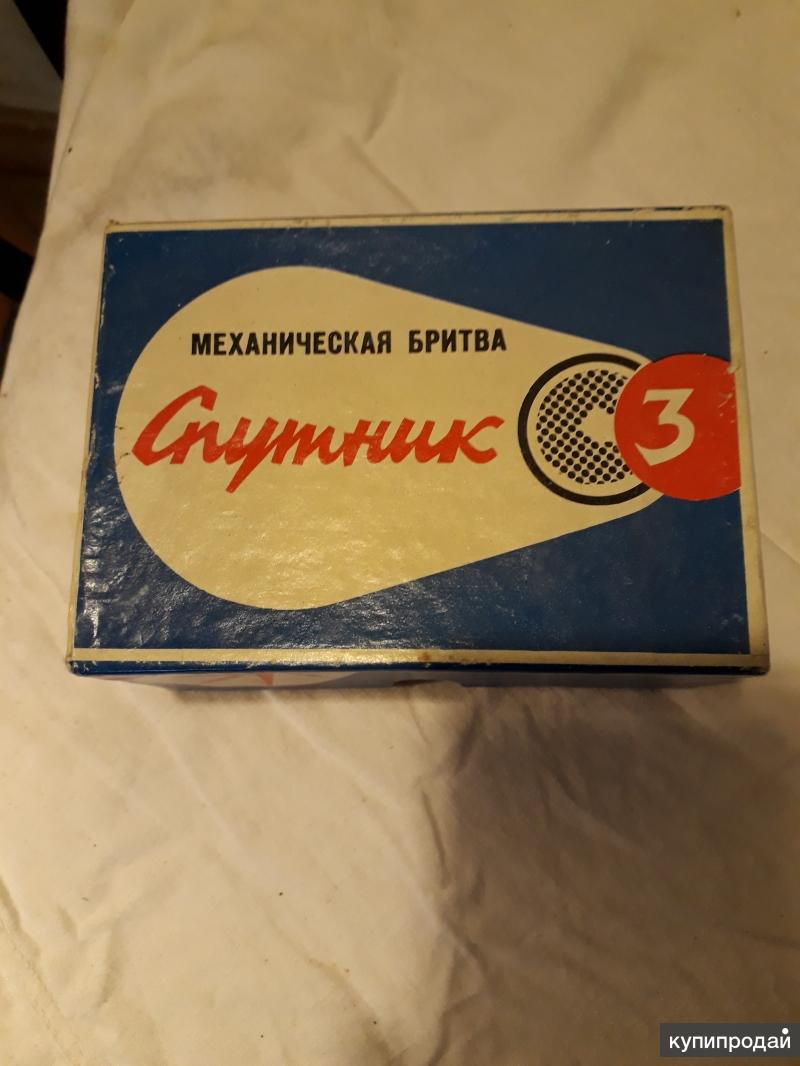 МЕХАНИЧЕСКАЯ БРИТВА
Спутник 3
купипродай